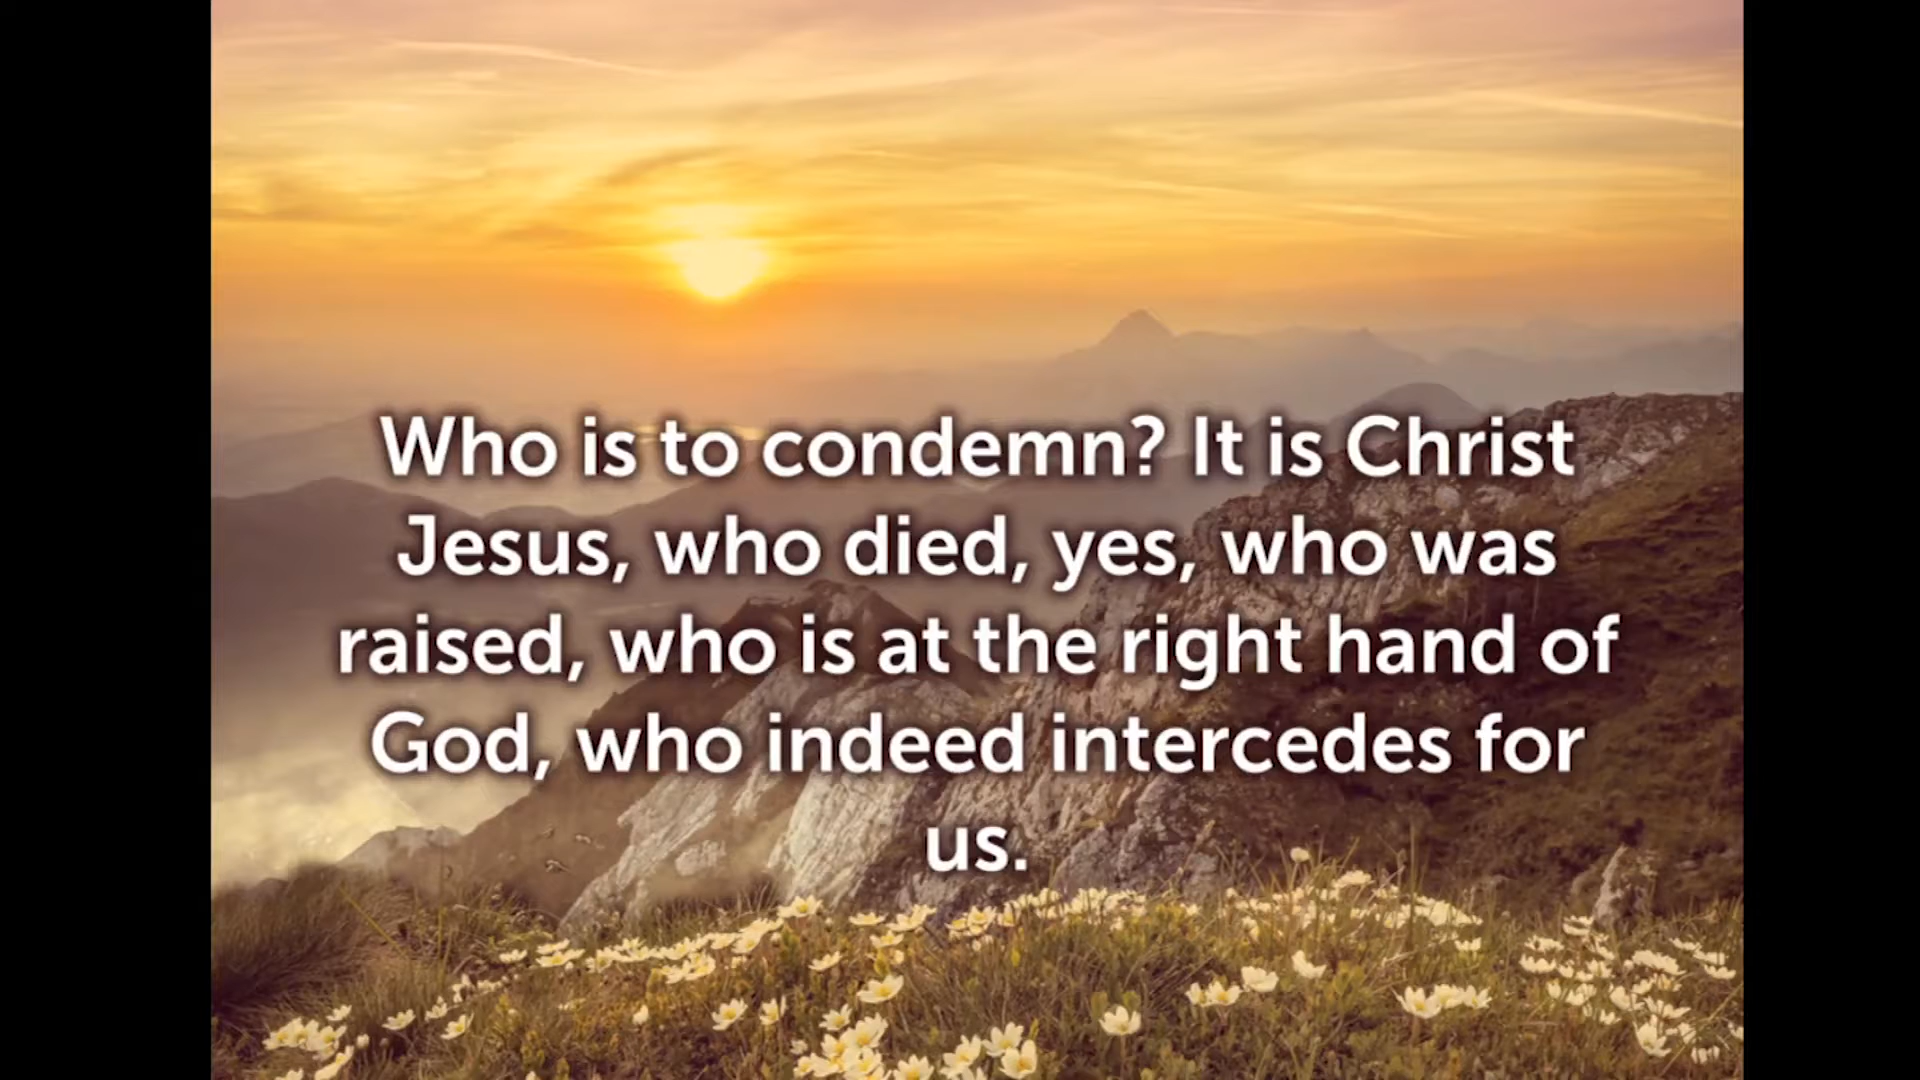 Who is to condemn? It is Christ
Jesus, who died, yes, who was
raised, who is at the right hand of
God, who indeed intercedes for
us.